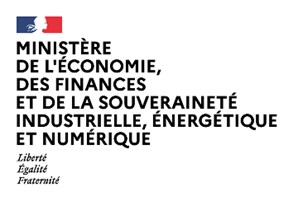 MINISTÈRE
DE L'ÉCONOMIE,
DES FINANCES
ET DE LA SOUVERAINETÉ
INDUSTRIELLE, ÉNERGÉTIQUE
ET NUMÉRIQUE
Liberté
Égalité
Fraternité